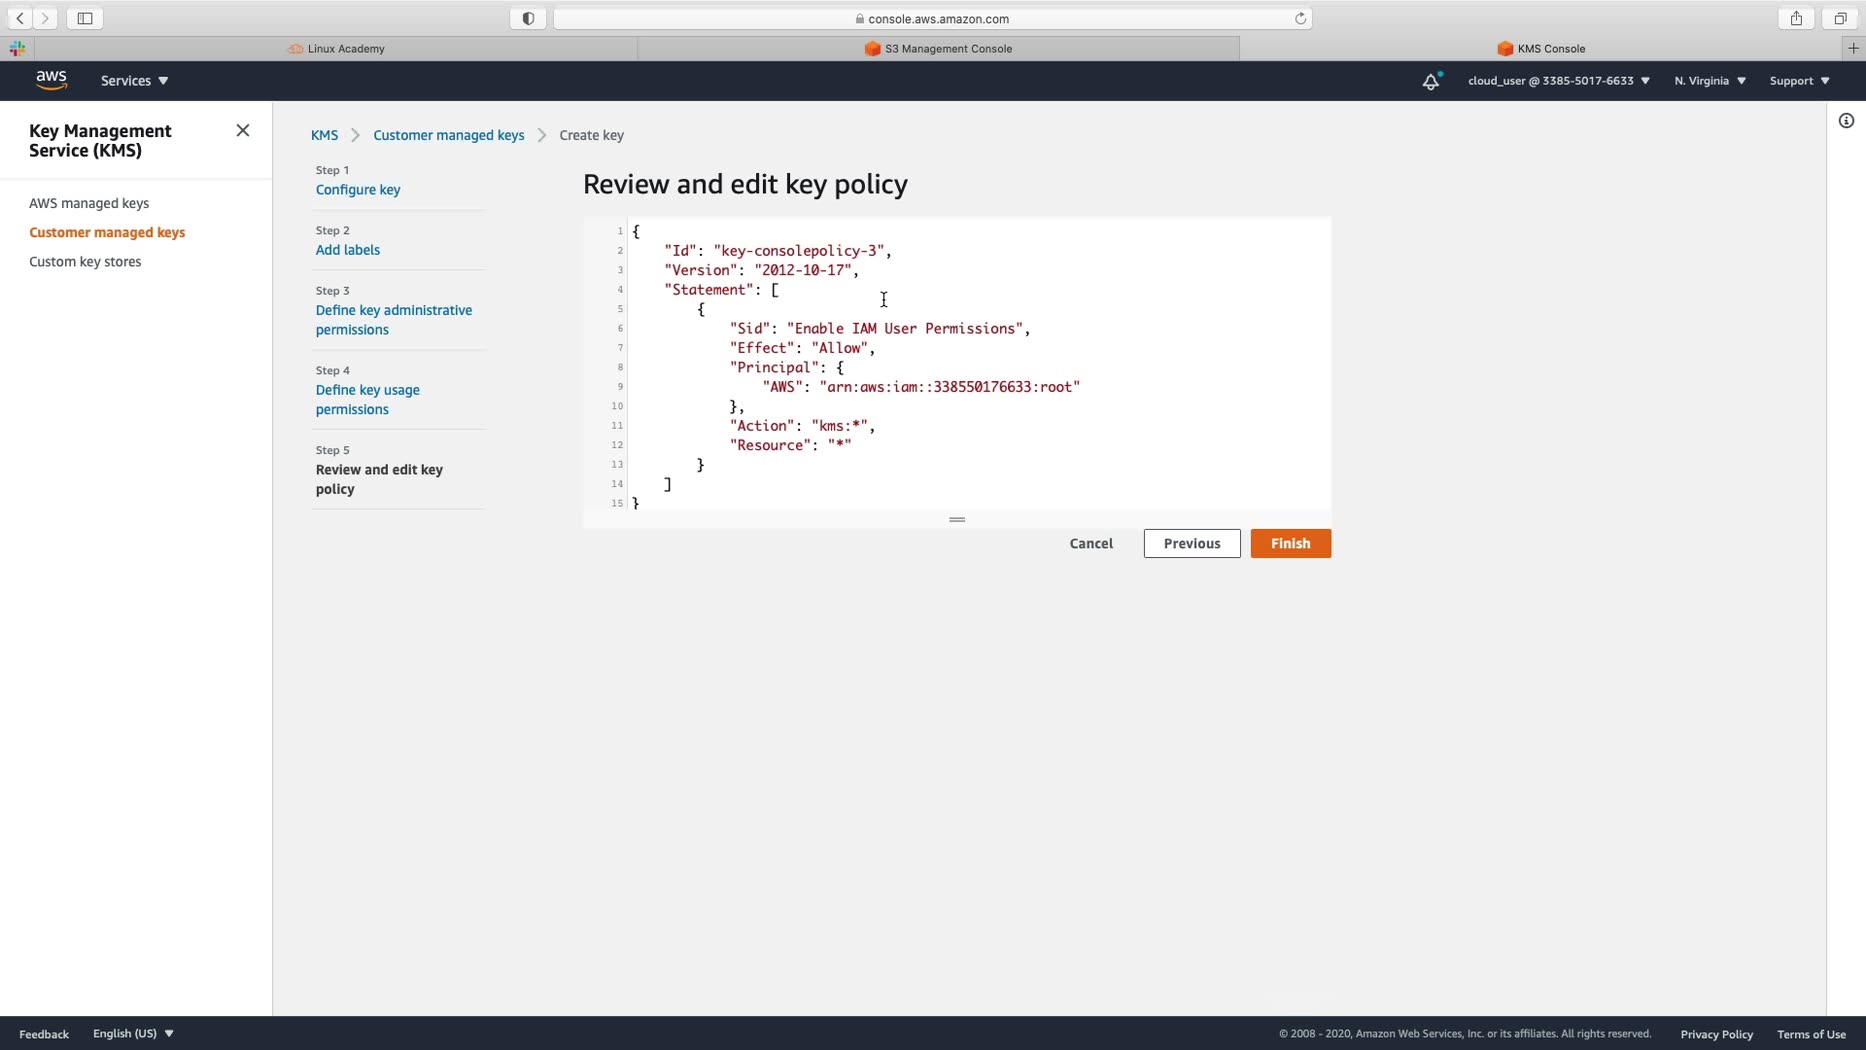 console.aws.amazon.com
Linux Academy
S3 Management Console
KMS Console
aws
Services
cloud_user @ 3385-5017-6633
N. Virginia
Support
Key Management
Service (KMS)
AWS managed keys
Customer managed keys
Custom key stores
KMS
Customer managed keys
Create key
Step 1
Configure key
Step 2
Add labels
Step 3
Define key administrative
permissions
Step 4
Define key usage
permissions
Step 5
Review and edit key
policy
Review and edit key policy
1 {
2 "Id": "key-consolepolicy-3",
3 "Version": "2012-10-17",
4 "Statement": [
5 {
6 "Sid": "Enable IAM User Permissions",
7 "Effect": "Allow",
8 "Principal": {
9 "AWS": "arn:aws:iam::338550176633:root"
10 },
11 "Action": "kms:*",
12 "Resource": "*"
13 }
14 ]
15 }
Cancel
Previous
Finish
Feedback
English (US)
© 2008 - 2020, Amazon Web Services, Inc. or its affiliates. All rights reserved.
Privacy Policy
Terms of Use